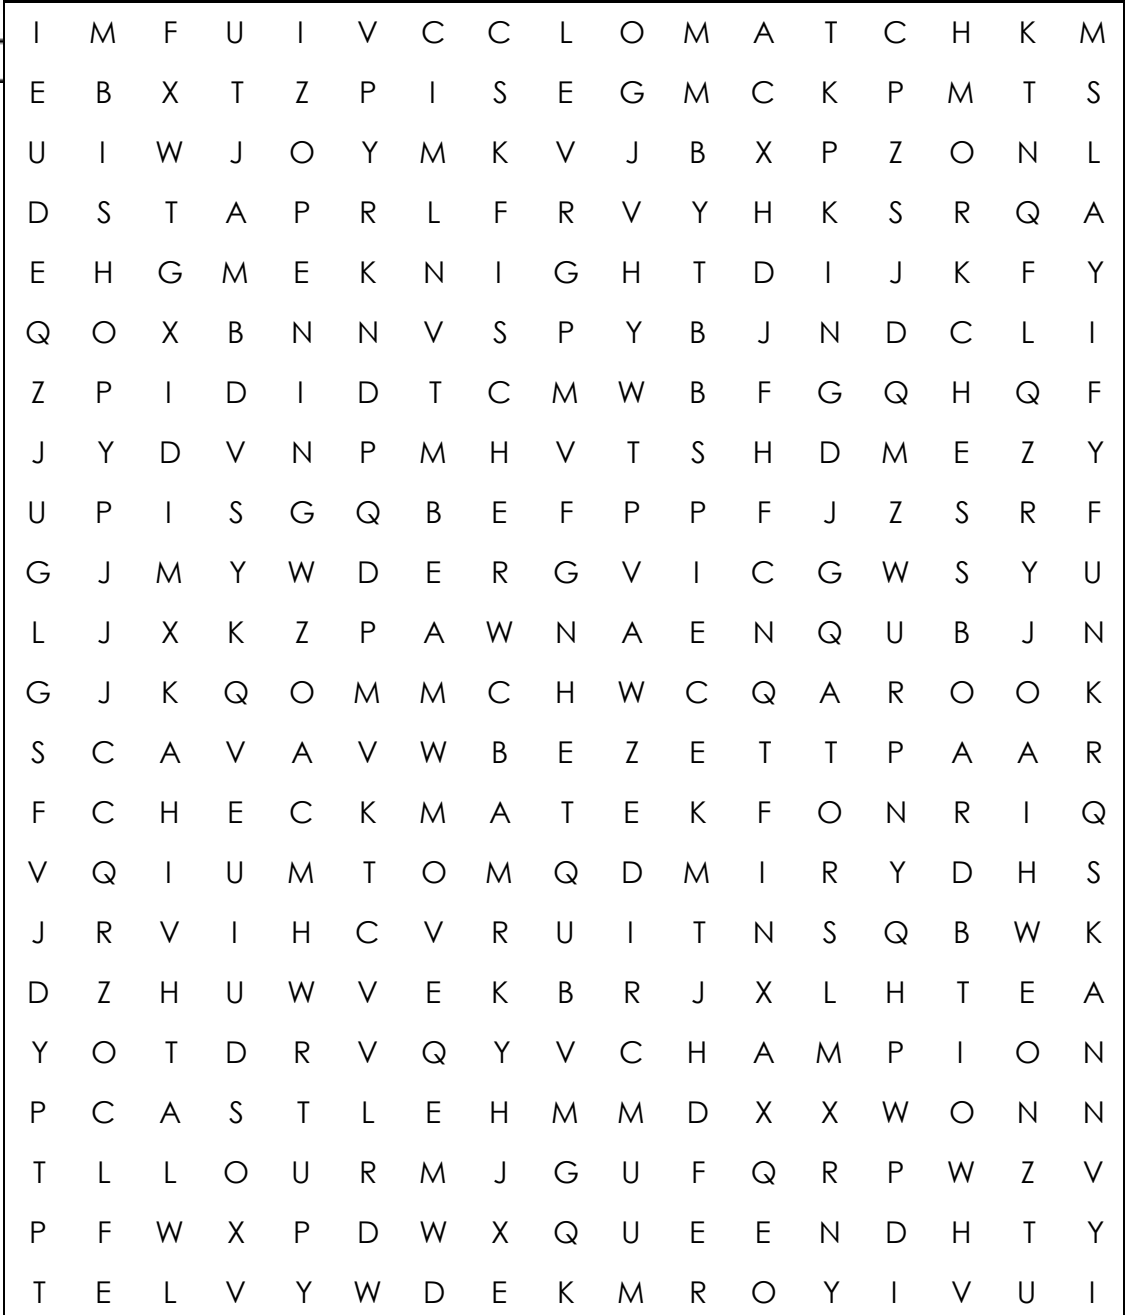 I M F U I V C C L O M A T C H K M
E B X T Z P I S E G M C K P M T S
U I W J O Y M K V J B X P Z O N L
D S T A P R L F R V Y H K S R Q A
E H G M E K N I G H T D I J K F Y
Q O X B N N V S P Y B J N D C L I
Z P I D I D T C M W B F G Q H Q F
J Y D V N P M H V T S H D M E Z Y
U P I S G Q B E F P P F J Z S R F
G J M Y W D E R G V I C G W S Y U
L J X K Z P A W N A E N Q U B J N
G J K Q O M M C H W C Q A R O O K
S C A V A V W B E Z E T T P A A R
F C H E C K M A T E K F O N R I Q
V Q I U M T O M Q D M I R Y D H S
J R V I H C V R U I T N S Q B W K
D Z H U W V E K B R J X L H T E A
Y O T D R V Q Y V C H A M P I O N
P C A S T L E H M M D X X W O N N
T L L O U R M J G U F Q R P W Z V
P F W X P D W X Q U E E N D H T Y
T E L V Y W D E K M R O Y I V U I